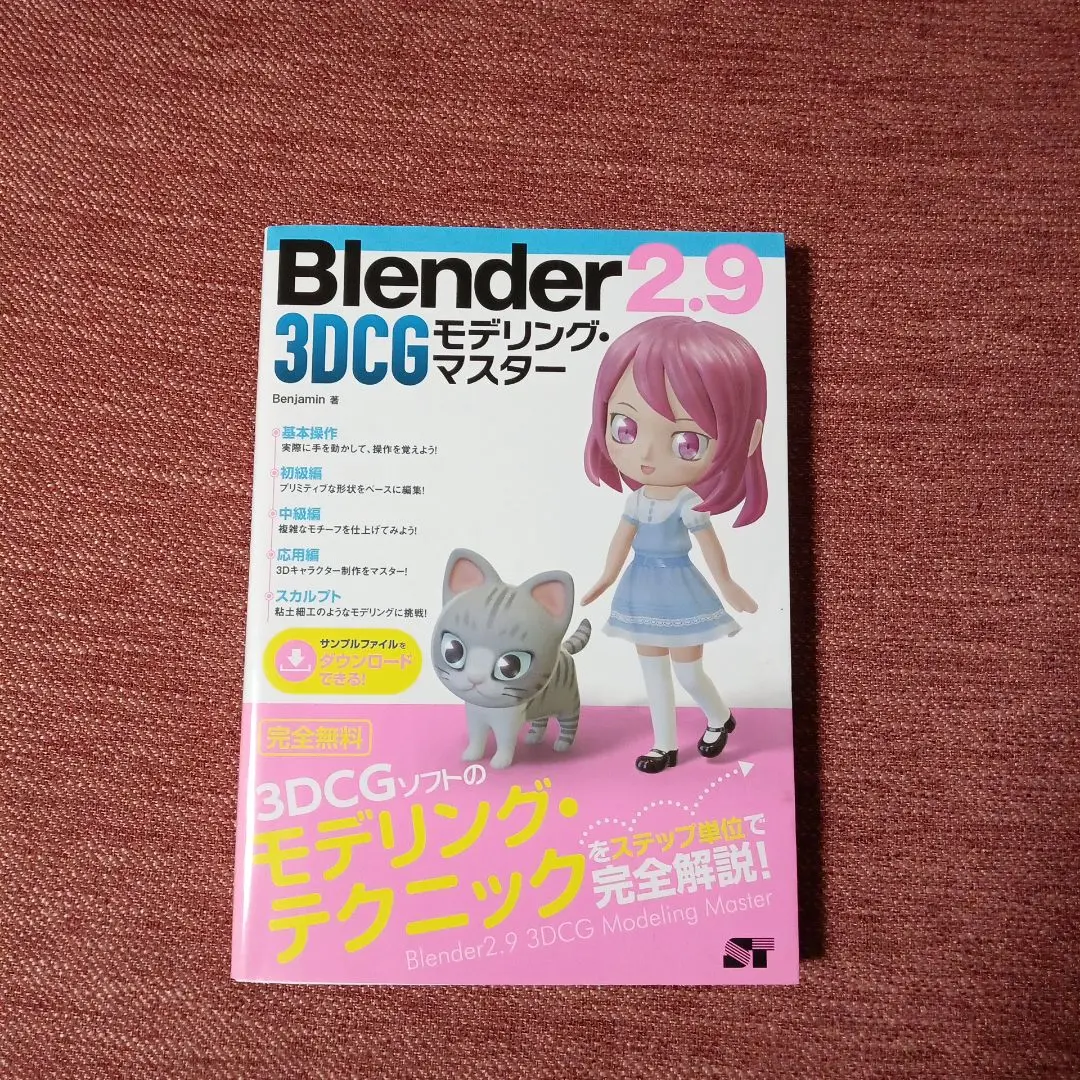 Blender 2.9
3DCG モデリング・
マスター
Benjamin 著
基本操作
実際に手を動かして、操作を覚えよう!
初級編
プリミティブな形状をベースに編集!
中級編
複雑なモチーフを仕上げてみよう!
応用編
3Dキャラクター制作をマスター!
スカルプト
粘土細工のようなモデリングに挑戦!
サンプルファイルを
ダウンロード
できる!
完全無料
3DCGソフトの
モデリング・
テクニック
をステップ単位で
完全解説!
Blender2.9 3DCG Modeling Master
ST